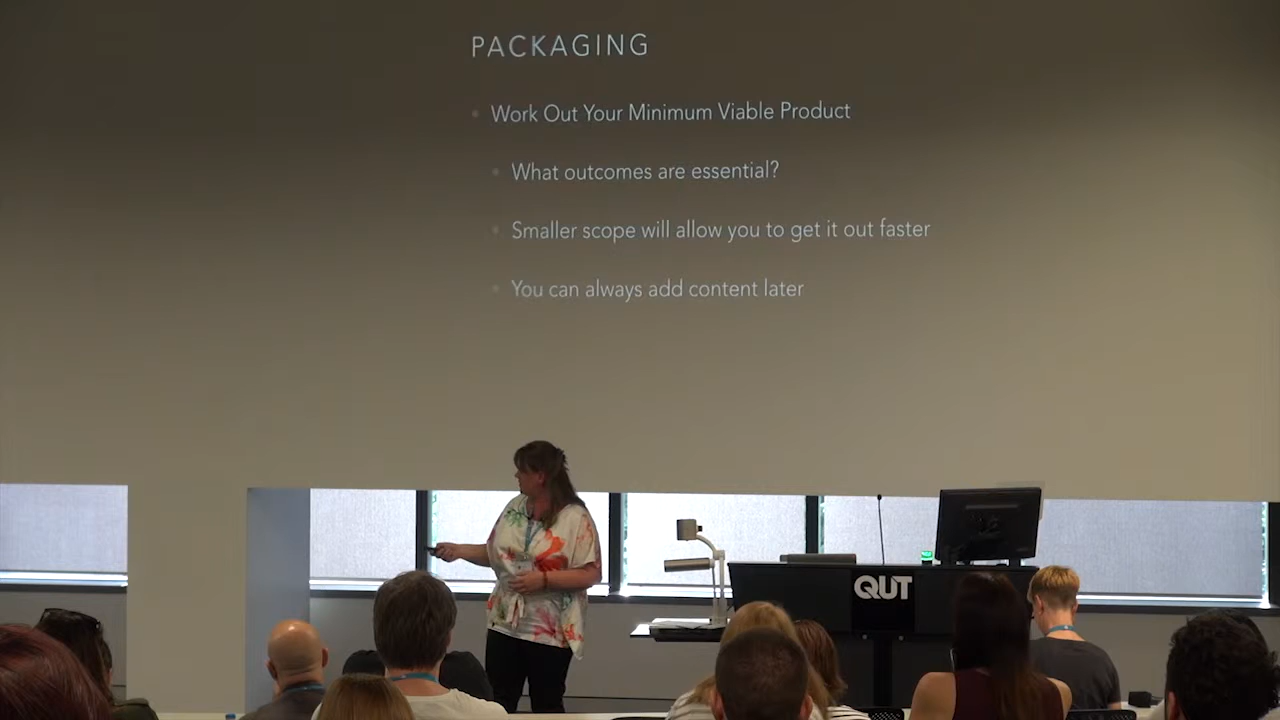 PACKAGING
Work Out Your Minimum Viable Product
What outcomes are essential?
Smaller scope will allow you to get it out faster
You can always add content later
QUT